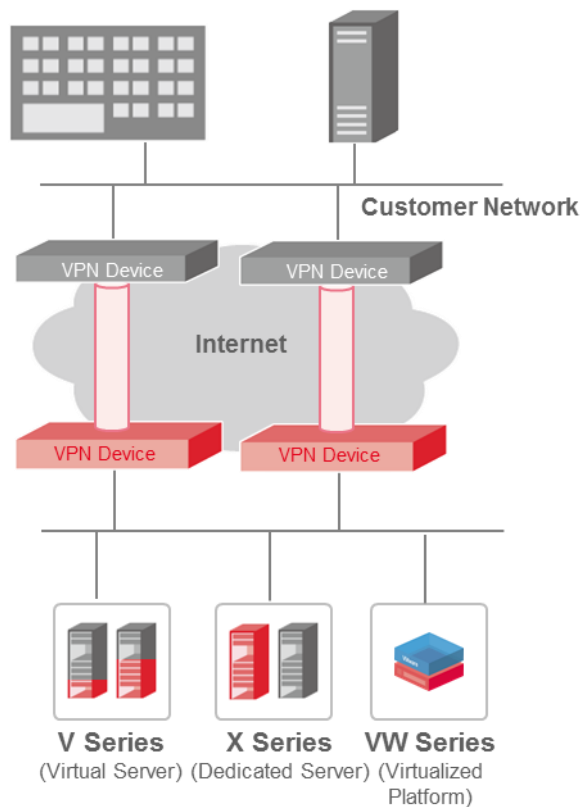 Customer Network
VPN Device
VPN Device
Internet
VPN Device
VPN Device
V Series
(Virtual Server)
X Series
(Dedicated Server)
VW Series
(Virtualized
Platform)